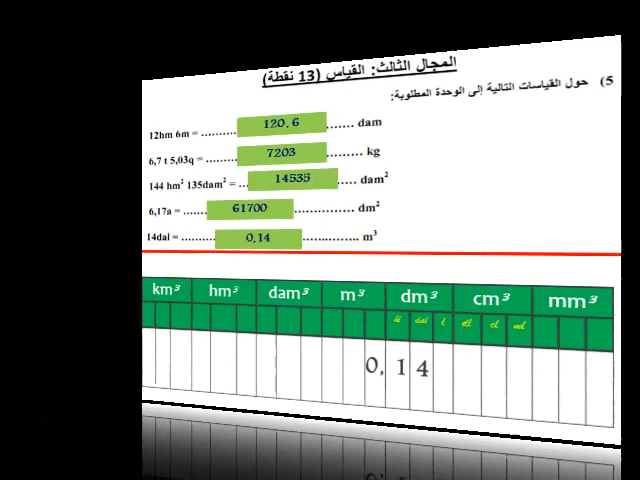 المجال الثالث: القياس (13 نقطة)
5) حول القياسات التالية إلى الوحدة المطلوبة:
12hm 6m = .......... 120,6 ....... dam
6,7 t 5,03q = ........ 7203 ......... kg
144 hm² 135dam² = ... 14535 ..... dam²
6,17a = ....... 61700 ............... dm²
14dal = .......... 0,14 .............. m³
km³ hm³ dam³ m³ dm³ cm³ mm³
hl dal l dl cl ml
0, 1 4